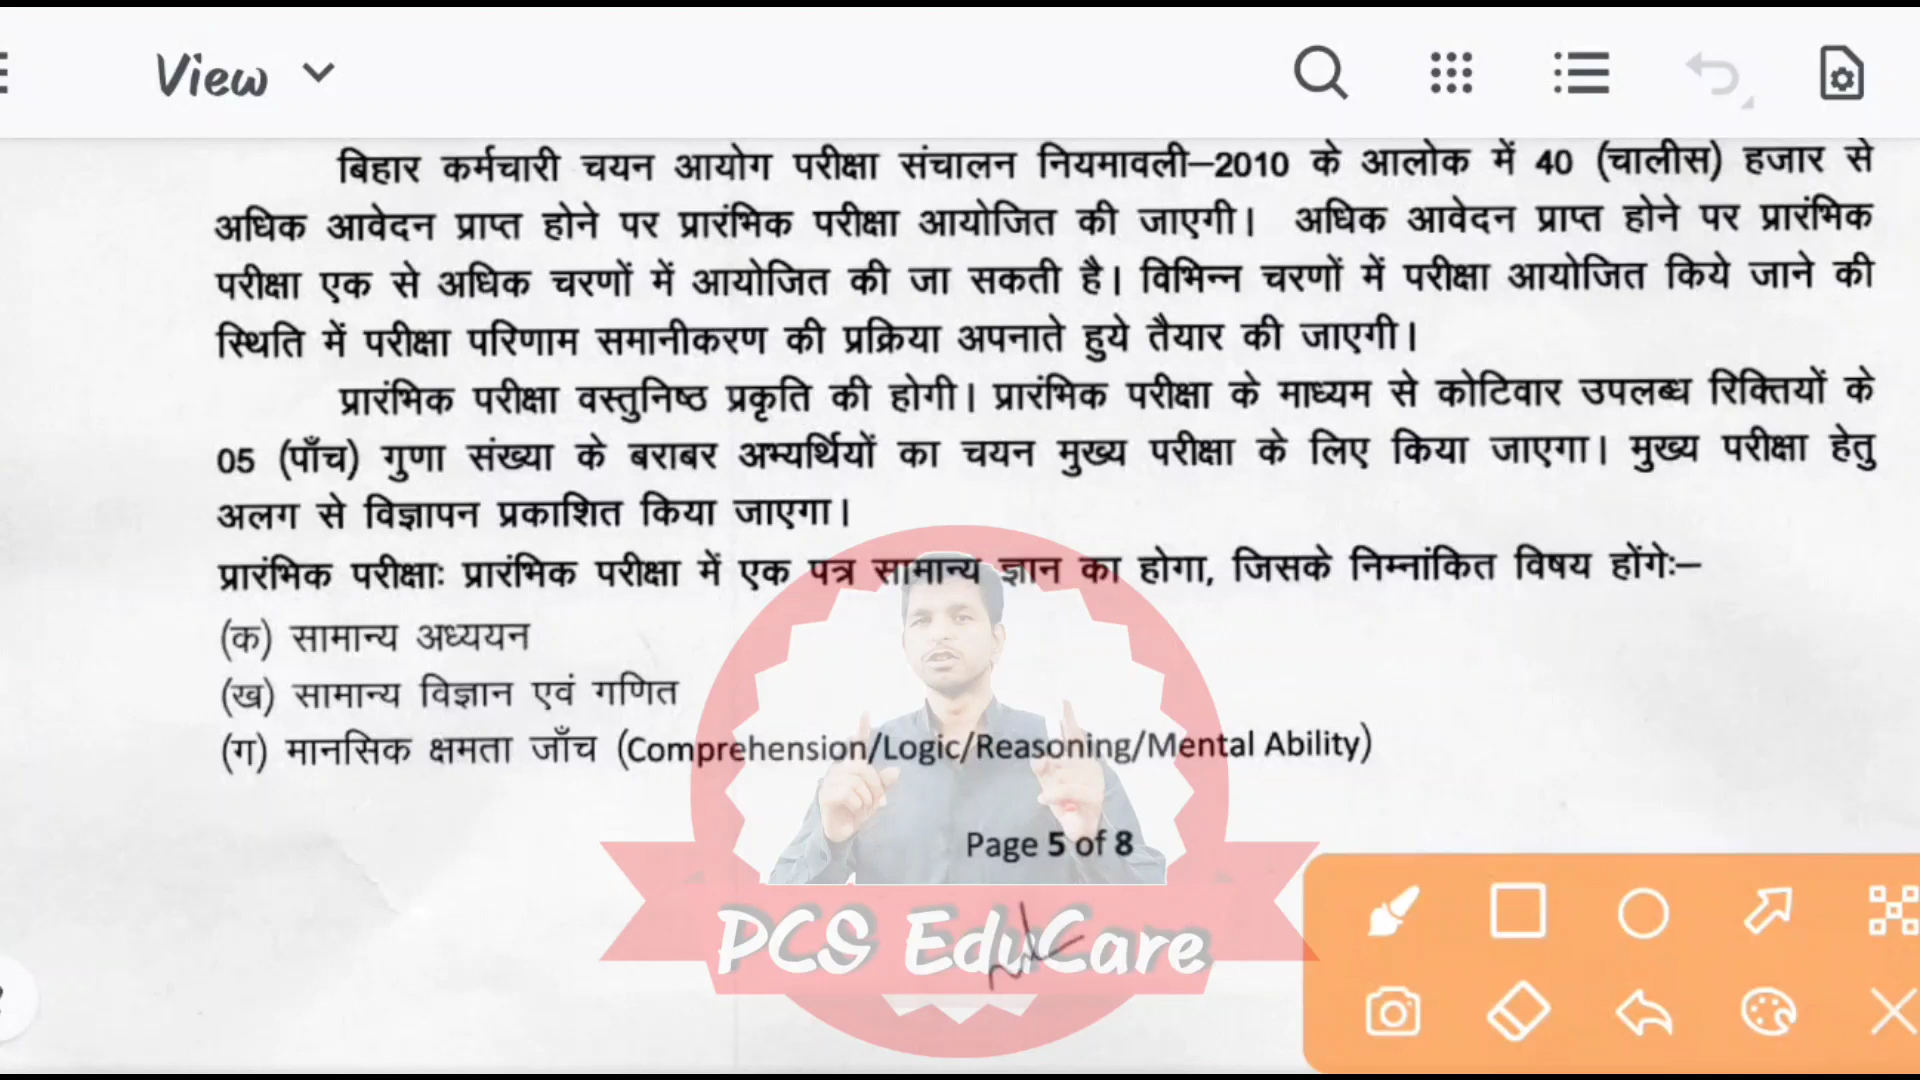 View
बिहार कर्मचारी चयन आयोग परीक्षा संचालन नियमावली–2010 के आलोक में 40 (चालीस) हजार से
अधिक आवेदन प्राप्त होने पर प्रारंभिक परीक्षा आयोजित की जाएगी। अधिक आवेदन प्राप्त होने पर प्रारंभिक
परीक्षा एक से अधिक चरणों में आयोजित की जा सकती है। विभिन्न चरणों में परीक्षा आयोजित किये जाने की
स्थिति में परीक्षा परिणाम समानीकरण की प्रक्रिया अपनाते हुये तैयार की जाएगी।
प्रारंभिक परीक्षा वस्तुनिष्ठ प्रकृति की होगी। प्रारंभिक परीक्षा के माध्यम से कोटिवार उपलब्ध रिक्तियों के
05 (पाँच) गुणा संख्या के बराबर अभ्यर्थियों का चयन मुख्य परीक्षा के लिए किया जाएगा। मुख्य परीक्षा हेतु
अलग से विज्ञापन प्रकाशित किया जाएगा।
प्रारंभिक परीक्षाः प्रारंभिक परीक्षा में एक पत्र सामान्य ज्ञान का होगा, जिसके निम्नांकित विषय होंगेः–
(क) सामान्य अध्ययन
(ख) सामान्य विज्ञान एवं गणित
(ग) मानसिक क्षमता जाँच (Comprehension/Logic/Reasoning/Mental Ability)
Page 5 of 8
PCS EduCare